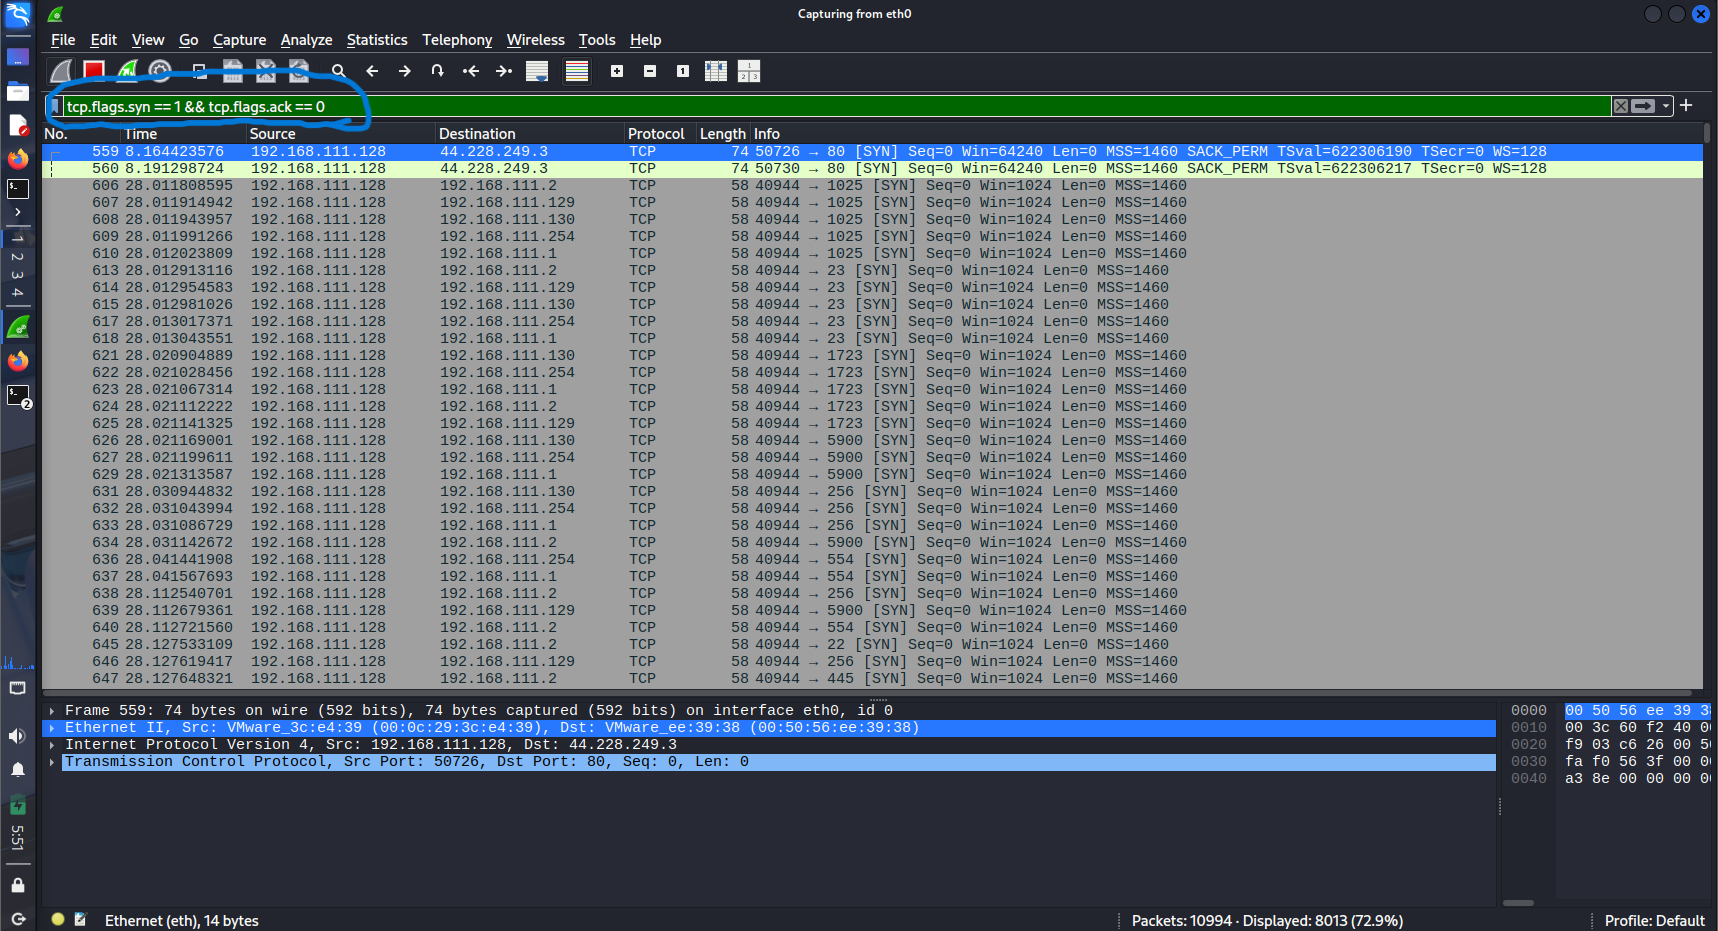 Capturing from eth0
File Edit View Go Capture Analyze Statistics Telephony Wireless Tools Help
tcp.flags.syn == 1 && tcp.flags.ack == 0
No. Time Source Destination Protocol Length Info
559 8.164423576 192.168.111.128 44.228.249.3 TCP 74 50726 → 80 [SYN] Seq=0 Win=64240 Len=0 MSS=1460 SACK_PERM TSval=622306190 TSecr=0 WS=128
560 8.191298724 192.168.111.128 44.228.249.3 TCP 74 50730 → 80 [SYN] Seq=0 Win=64240 Len=0 MSS=1460 SACK_PERM TSval=622306217 TSecr=0 WS=128
606 28.011808595 192.168.111.128 192.168.111.2 TCP 58 40944 → 1025 [SYN] Seq=0 Win=1024 Len=0 MSS=1460
607 28.011914942 192.168.111.128 192.168.111.129 TCP 58 40944 → 1025 [SYN] Seq=0 Win=1024 Len=0 MSS=1460
608 28.011943957 192.168.111.128 192.168.111.130 TCP 58 40944 → 1025 [SYN] Seq=0 Win=1024 Len=0 MSS=1460
609 28.011991266 192.168.111.128 192.168.111.254 TCP 58 40944 → 1025 [SYN] Seq=0 Win=1024 Len=0 MSS=1460
610 28.012023809 192.168.111.128 192.168.111.1 TCP 58 40944 → 1025 [SYN] Seq=0 Win=1024 Len=0 MSS=1460
613 28.012913116 192.168.111.128 192.168.111.2 TCP 58 40944 → 23 [SYN] Seq=0 Win=1024 Len=0 MSS=1460
614 28.012954583 192.168.111.128 192.168.111.129 TCP 58 40944 → 23 [SYN] Seq=0 Win=1024 Len=0 MSS=1460
615 28.012981026 192.168.111.128 192.168.111.130 TCP 58 40944 → 23 [SYN] Seq=0 Win=1024 Len=0 MSS=1460
617 28.013017371 192.168.111.128 192.168.111.254 TCP 58 40944 → 23 [SYN] Seq=0 Win=1024 Len=0 MSS=1460
618 28.013043551 192.168.111.128 192.168.111.1 TCP 58 40944 → 23 [SYN] Seq=0 Win=1024 Len=0 MSS=1460
621 28.020904889 192.168.111.128 192.168.111.130 TCP 58 40944 → 1723 [SYN] Seq=0 Win=1024 Len=0 MSS=1460
622 28.021028456 192.168.111.128 192.168.111.254 TCP 58 40944 → 1723 [SYN] Seq=0 Win=1024 Len=0 MSS=1460
623 28.021067314 192.168.111.128 192.168.111.1 TCP 58 40944 → 1723 [SYN] Seq=0 Win=1024 Len=0 MSS=1460
624 28.021112222 192.168.111.128 192.168.111.2 TCP 58 40944 → 1723 [SYN] Seq=0 Win=1024 Len=0 MSS=1460
625 28.021141325 192.168.111.128 192.168.111.129 TCP 58 40944 → 1723 [SYN] Seq=0 Win=1024 Len=0 MSS=1460
626 28.021169001 192.168.111.128 192.168.111.130 TCP 58 40944 → 5900 [SYN] Seq=0 Win=1024 Len=0 MSS=1460
627 28.021199611 192.168.111.128 192.168.111.254 TCP 58 40944 → 5900 [SYN] Seq=0 Win=1024 Len=0 MSS=1460
629 28.021313587 192.168.111.128 192.168.111.1 TCP 58 40944 → 5900 [SYN] Seq=0 Win=1024 Len=0 MSS=1460
631 28.030944832 192.168.111.128 192.168.111.130 TCP 58 40944 → 256 [SYN] Seq=0 Win=1024 Len=0 MSS=1460
632 28.031043994 192.168.111.128 192.168.111.254 TCP 58 40944 → 256 [SYN] Seq=0 Win=1024 Len=0 MSS=1460
633 28.031086729 192.168.111.128 192.168.111.1 TCP 58 40944 → 256 [SYN] Seq=0 Win=1024 Len=0 MSS=1460
634 28.031142672 192.168.111.128 192.168.111.2 TCP 58 40944 → 5900 [SYN] Seq=0 Win=1024 Len=0 MSS=1460
636 28.041441908 192.168.111.128 192.168.111.254 TCP 58 40944 → 554 [SYN] Seq=0 Win=1024 Len=0 MSS=1460
637 28.041567693 192.168.111.128 192.168.111.1 TCP 58 40944 → 554 [SYN] Seq=0 Win=1024 Len=0 MSS=1460
638 28.112540701 192.168.111.128 192.168.111.2 TCP 58 40944 → 256 [SYN] Seq=0 Win=1024 Len=0 MSS=1460
639 28.112679361 192.168.111.128 192.168.111.129 TCP 58 40944 → 5900 [SYN] Seq=0 Win=1024 Len=0 MSS=1460
640 28.112721560 192.168.111.128 192.168.111.2 TCP 58 40944 → 554 [SYN] Seq=0 Win=1024 Len=0 MSS=1460
645 28.127533109 192.168.111.128 192.168.111.2 TCP 58 40944 → 22 [SYN] Seq=0 Win=1024 Len=0 MSS=1460
646 28.127619417 192.168.111.128 192.168.111.129 TCP 58 40944 → 256 [SYN] Seq=0 Win=1024 Len=0 MSS=1460
647 28.127648321 192.168.111.128 192.168.111.2 TCP 58 40944 → 445 [SYN] Seq=0 Win=1024 Len=0 MSS=1460
Frame 559: 74 bytes on wire (592 bits), 74 bytes captured (592 bits) on interface eth0, id 0
Ethernet II, Src: VMware_3c:e4:39 (00:0c:29:3c:e4:39), Dst: VMware_ee:39:38 (00:50:56:ee:39:38)
Internet Protocol Version 4, Src: 192.168.111.128, Dst: 44.228.249.3
Transmission Control Protocol, Src Port: 50726, Dst Port: 80, Seq: 0, Len: 0
0000 00 50 56 ee 39 3
0010 00 3c 60 f2 40 0
0020 f9 03 c6 26 00 5
0030 fa f0 56 3f 00 0
0040 a3 8e 00 00 00 0
1
2
3
4
2
5:51
Ethernet (eth), 14 bytes
Packets: 10994 · Displayed: 8013 (72.9%)
Profile: Default